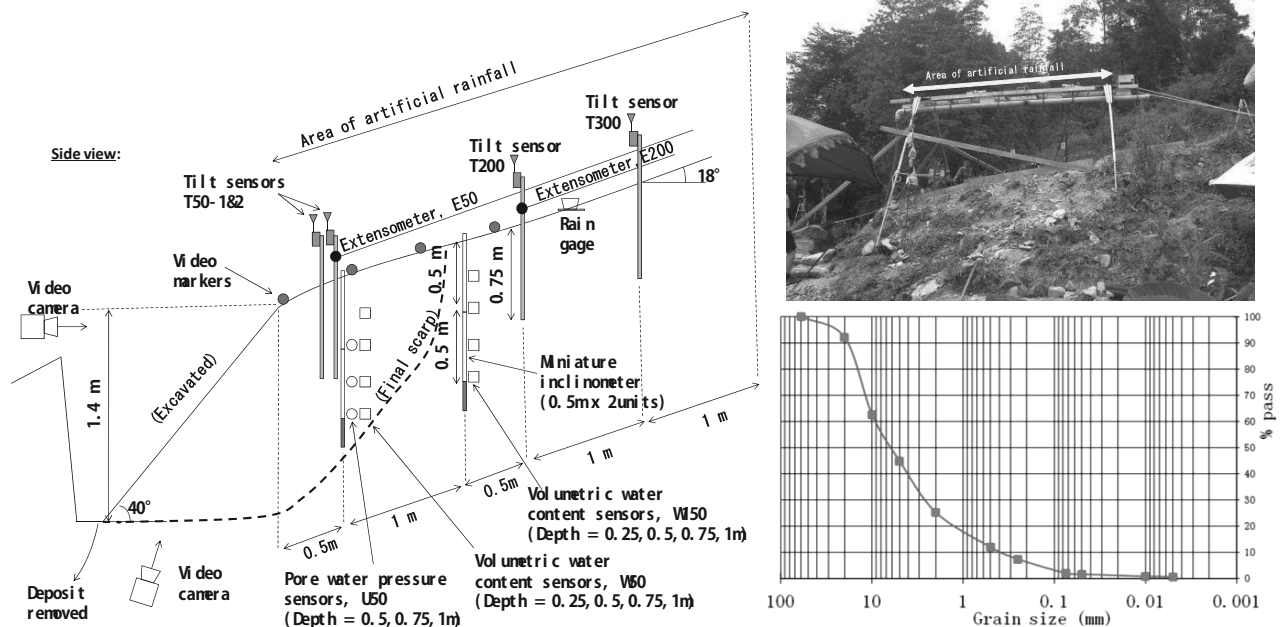 Side view:
Area of artificial rainfall
Tilt sensors
T50-1&2
Tilt sensor
T200
Tilt sensor
T300
Extensometer, E50
Extensometer, E200
18°
Rain
gage
Video
markers
Video
camera
1.4 m
(Excavated)
40°
(Final scarp)
0.5 m
0.5 m
0.75 m
Miniature
inclinometer
(0.5m x 2units)
0.5m
1 m
0.5m
1 m
1 m
Deposit
removed
Video
camera
Pore water pressure
sensors, U50
(Depth = 0.5, 0.75, 1m)
Volumetric water
content sensors, W50
(Depth = 0.25, 0.5, 0.75, 1m)
Volumetric water
content sensors, W150
(Depth = 0.25, 0.5, 0.75, 1m)
Area of artificial rainfall
100
90
80
70
60
50
40
30
20
10
0
% pass
100 10 1 0.1 0.01 0.001
Grain size (mm)